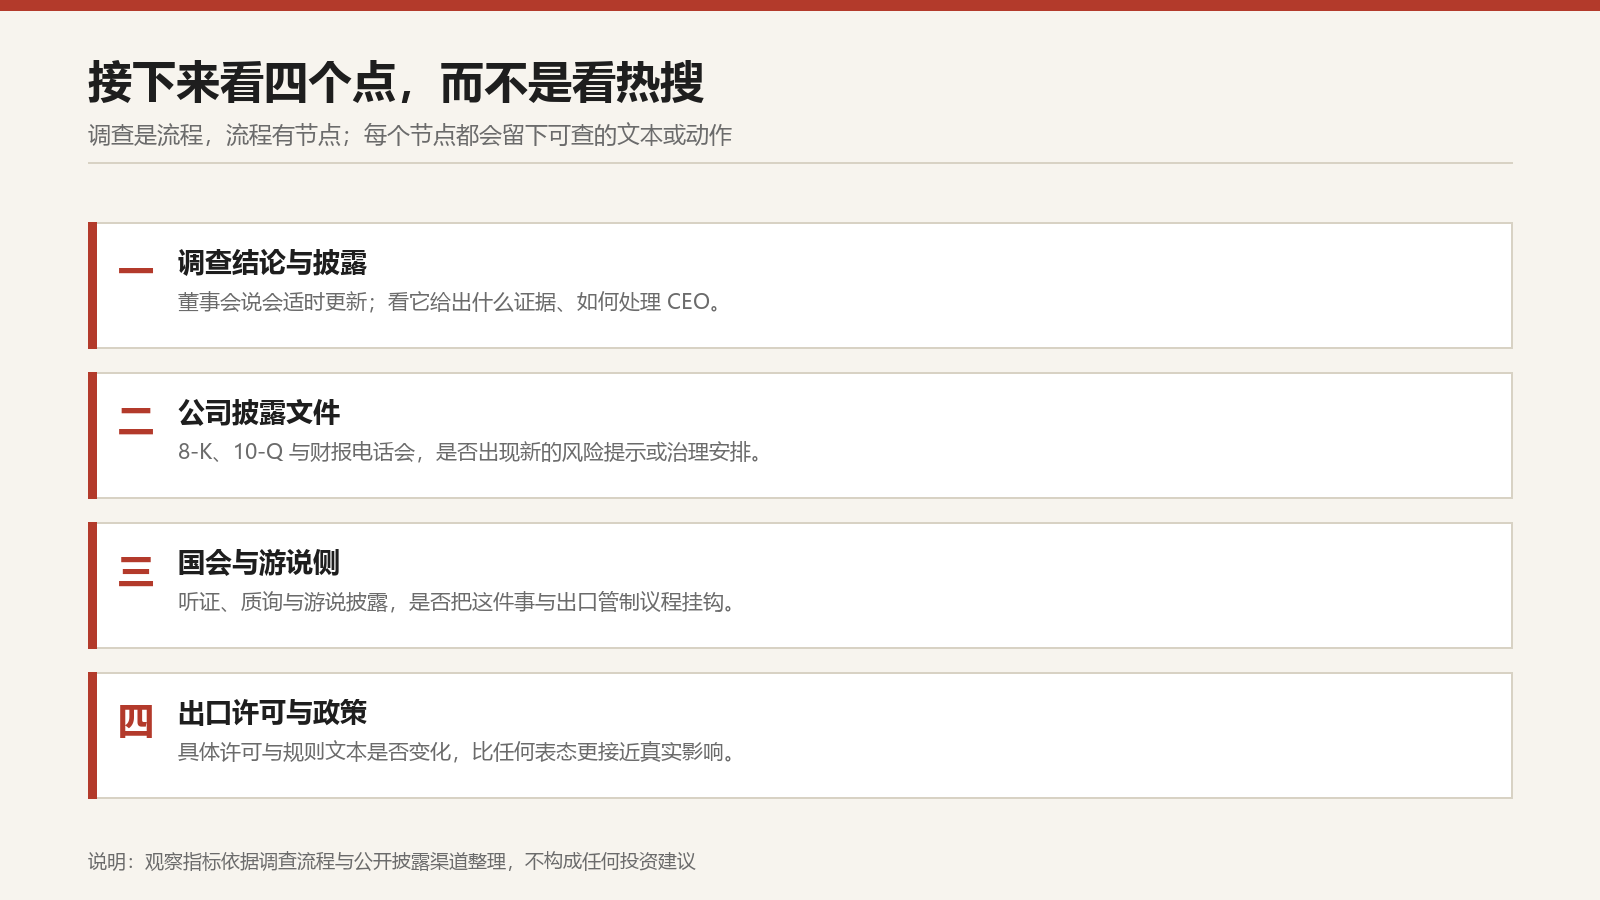 接下来看四个点，而不是看热搜
调查是流程，流程有节点；每个节点都会留下可查的文本或动作
一
调查结论与披露
董事会说会适时更新；看它给出什么证据、如何处理 CEO。
二
公司披露文件
8-K、10-Q 与财报电话会，是否出现新的风险提示或治理安排。
三
国会与游说侧
听证、质询与游说披露，是否把这件事与出口管制议程挂钩。
四
出口许可与政策
具体许可与规则文本是否变化，比任何表态更接近真实影响。
说明：观察指标依据调查流程与公开披露渠道整理，不构成任何投资建议